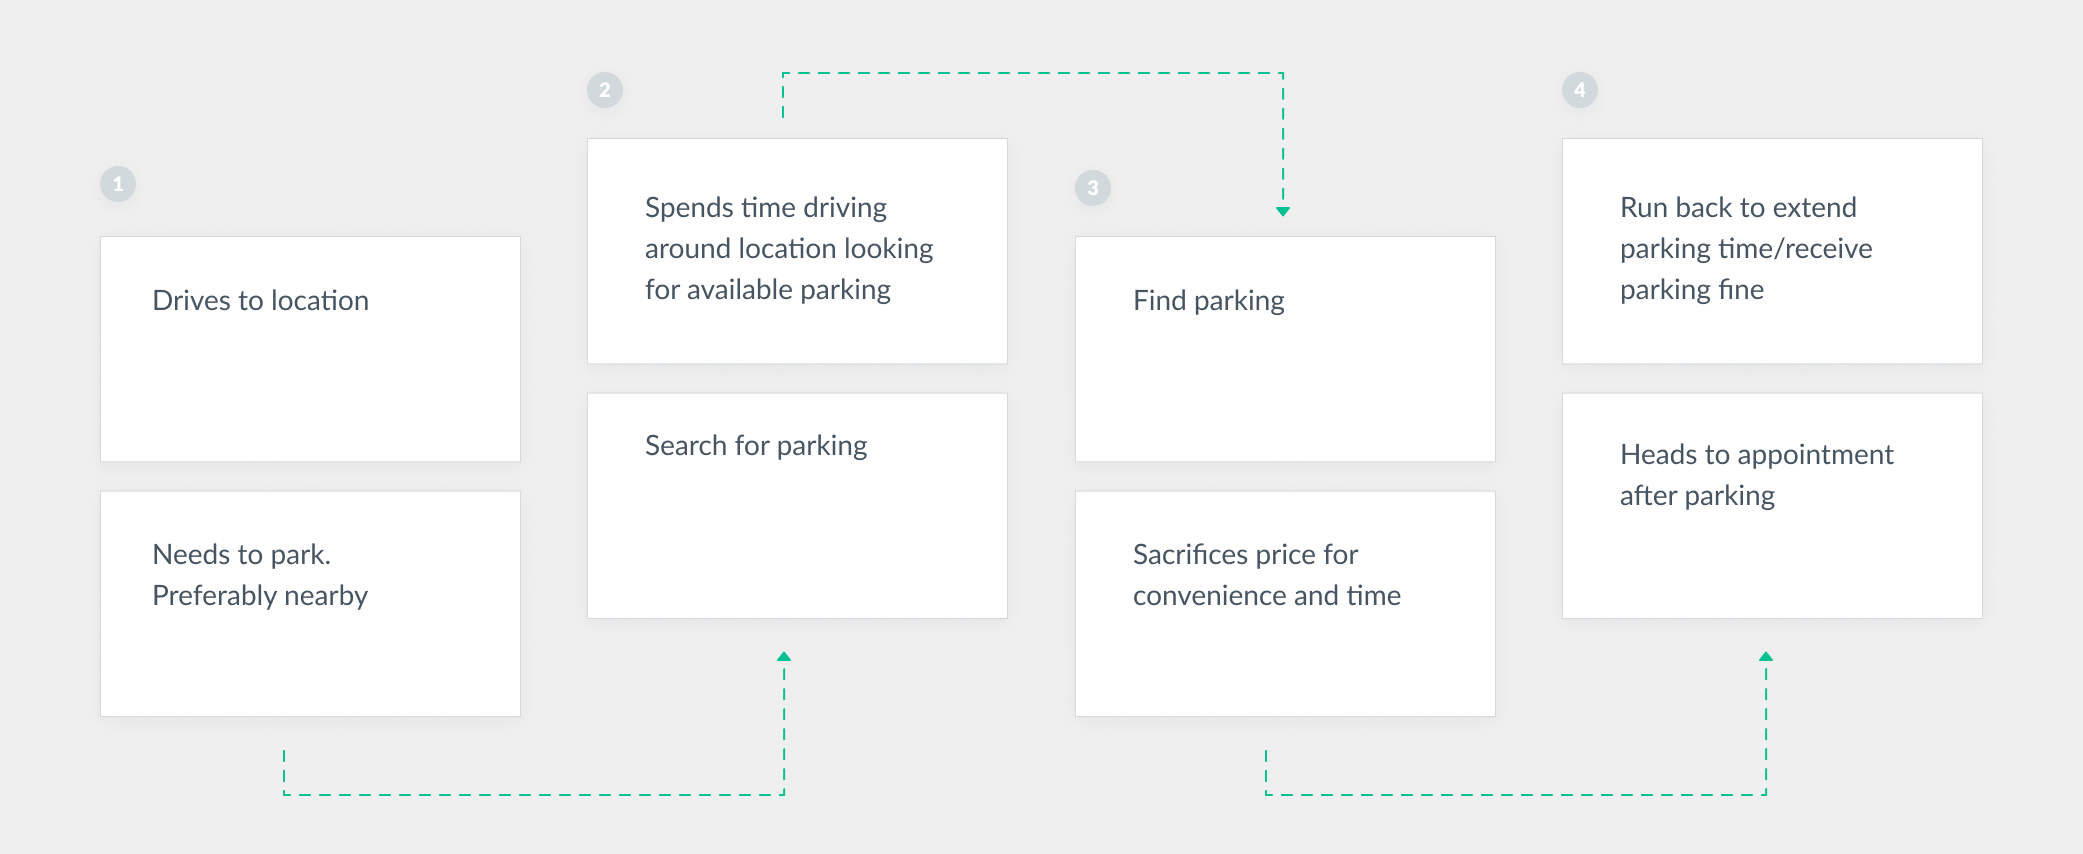 1
Drives to location
Needs to park.
Preferably nearby
2
Spends time driving
around location looking
for available parking
Search for parking
3
Find parking
Sacrifices price for
convenience and time
4
Run back to extend
parking time/receive
parking fine
Heads to appointment
after parking